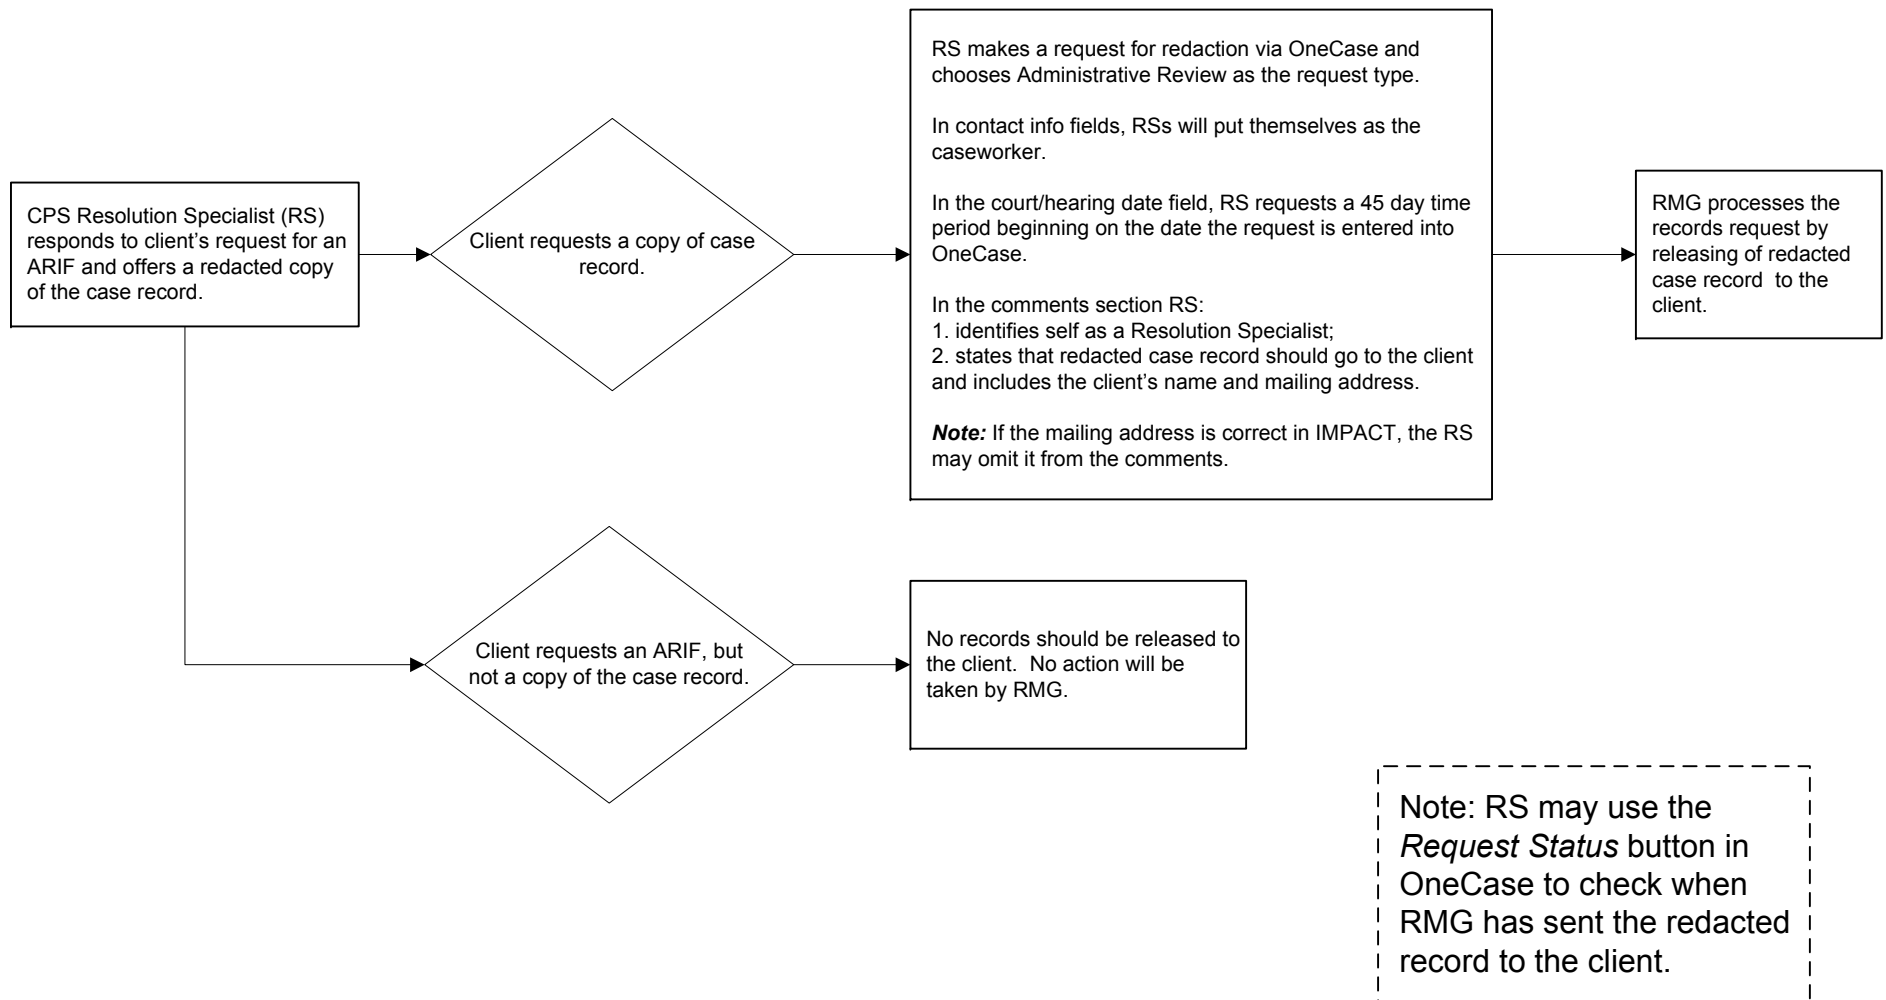 CPS Resolution Specialist (RS)
responds to client’s request for an
ARIF and offers a redacted copy
of the case record.
Client requests a copy of case
record.
RS makes a request for redaction via OneCase and
chooses Administrative Review as the request type.
In contact info fields, RSs will put themselves as the
caseworker.
In the court/hearing date field, RS requests a 45 day time
period beginning on the date the request is entered into
OneCase.
In the comments section RS:
1. identifies self as a Resolution Specialist;
2. states that redacted case record should go to the client
and includes the client’s name and mailing address.
Note: If the mailing address is correct in IMPACT, the RS
may omit it from the comments.
RMG processes the
records request by
releasing of redacted
case record  to the
client.
Client requests an ARIF, but
not a copy of the case record.
No records should be released to
the client.  No action will be
taken by RMG.
Note: RS may use the
Request Status button in
OneCase to check when
RMG has sent the redacted
record to the client.